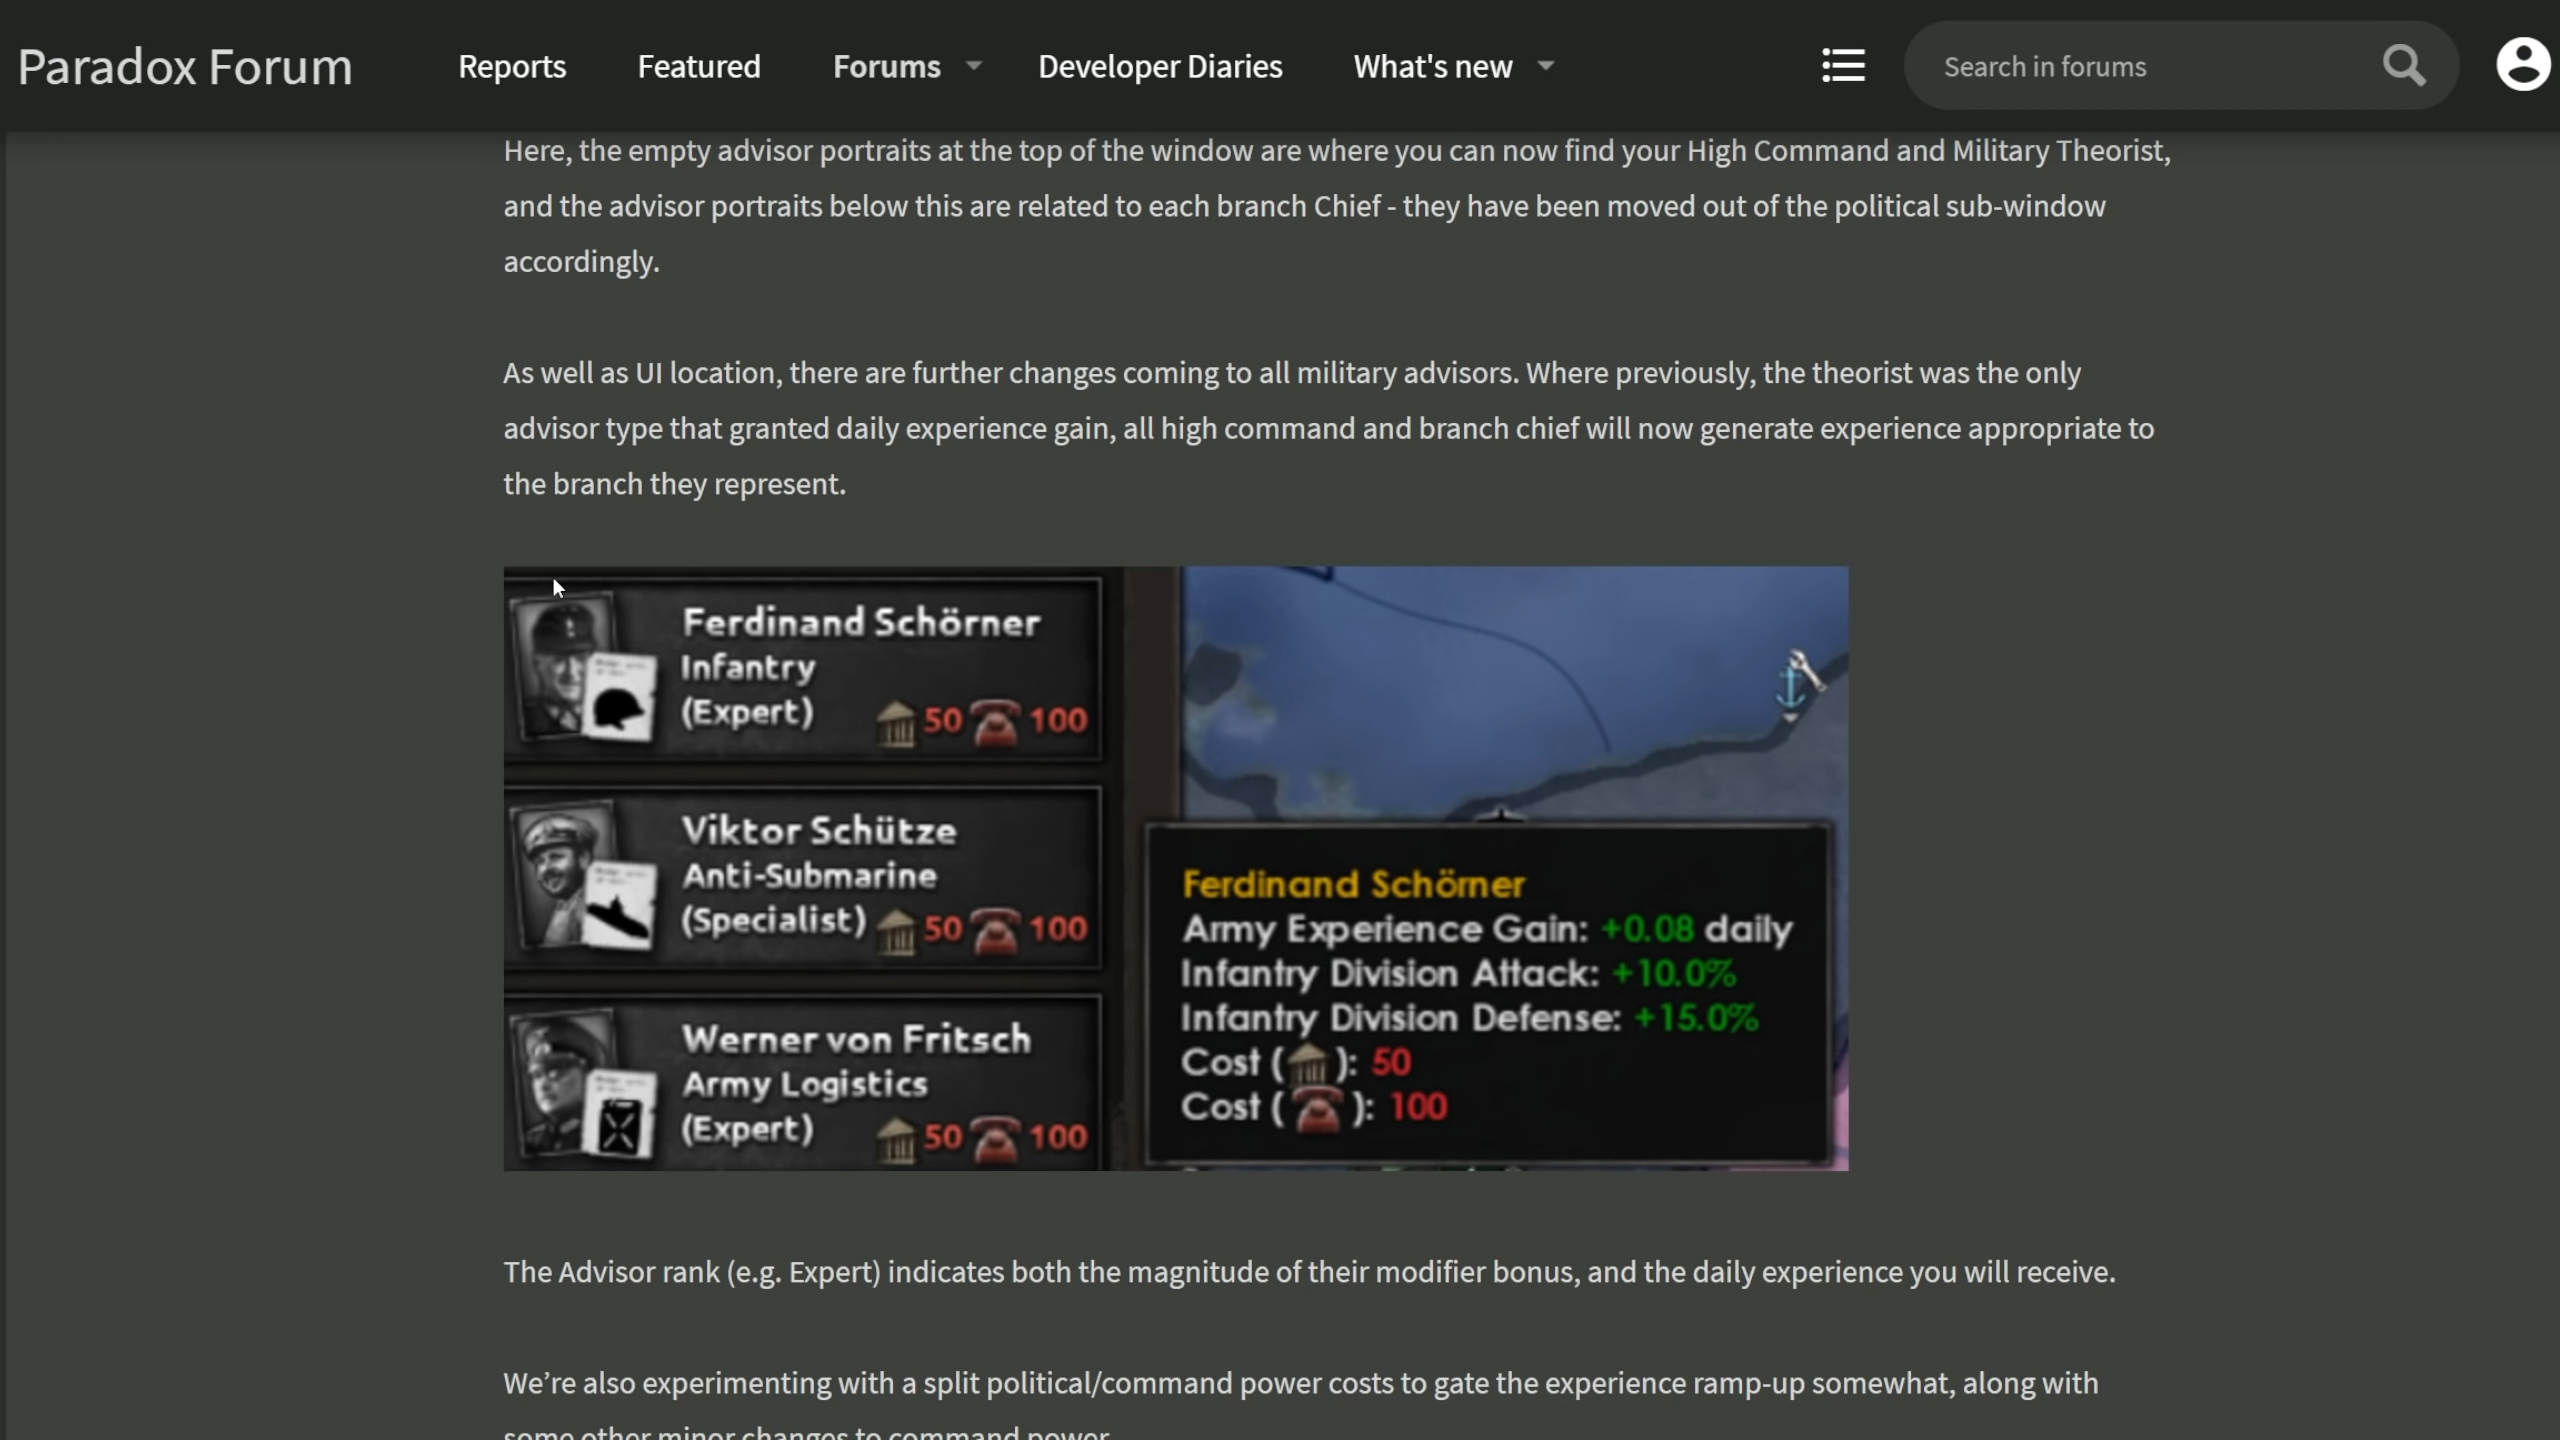 Paradox Forum
Reports
Featured
Forums
Developer Diaries
What's new
Search in forums
Here, the empty advisor portraits at the top of the window are where you can now find your High Command and Military Theorist,
and the advisor portraits below this are related to each branch Chief - they have been moved out of the political sub-window
accordingly.
As well as UI location, there are further changes coming to all military advisors. Where previously, the theorist was the only
advisor type that granted daily experience gain, all high command and branch chief will now generate experience appropriate to
the branch they represent.
Ferdinand Schörner
Infantry
(Expert)
50 100
Viktor Schütze
Anti-Submarine
(Specialist)
50 100
Werner von Fritsch
Army Logistics
(Expert)
50 100
Ferdinand Schörner
Army Experience Gain: +0.08 daily
Infantry Division Attack: +10.0%
Infantry Division Defense: +15.0%
Cost ( ): 50
Cost ( ): 100
The Advisor rank (e.g. Expert) indicates both the magnitude of their modifier bonus, and the daily experience you will receive.
We’re also experimenting with a split political/command power costs to gate the experience ramp-up somewhat, along with
some other minor changes to command power